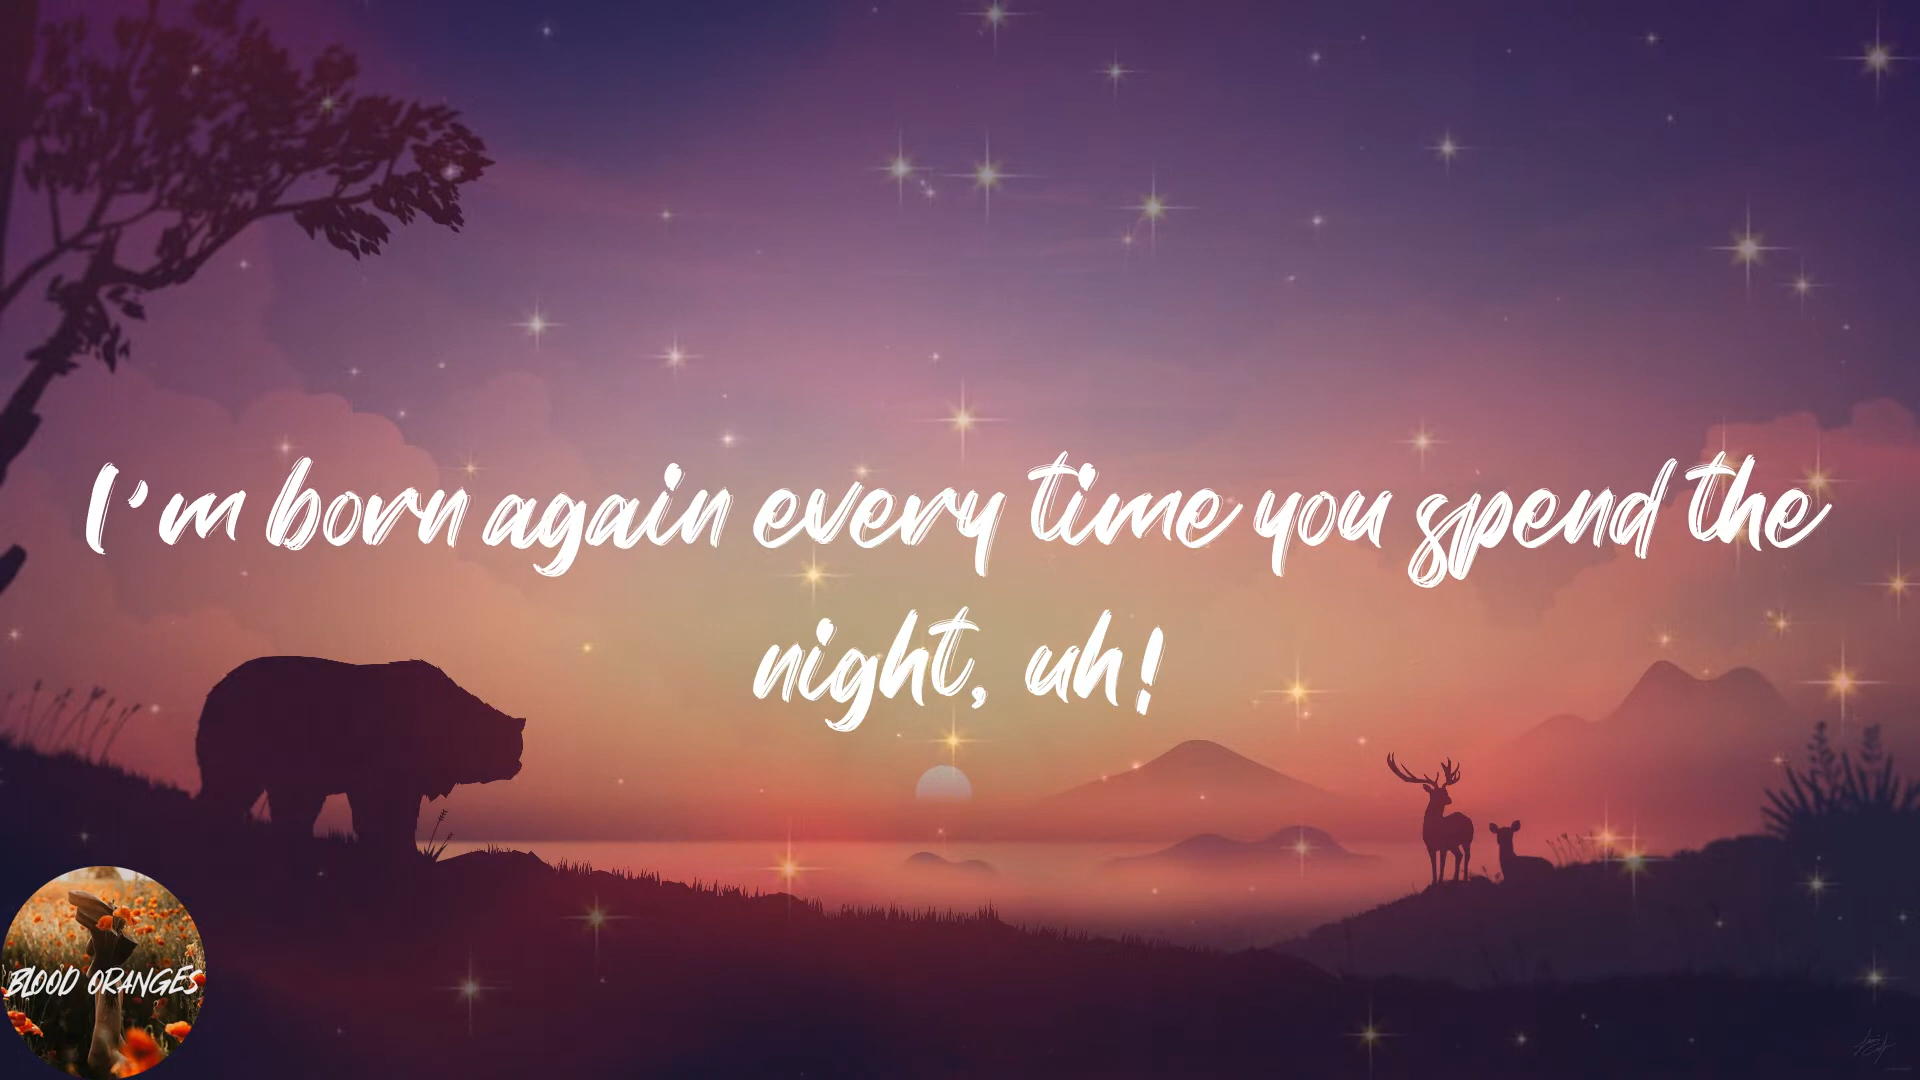 I'm born again every time you spend the
night, uh!
BLOOD ORANGES